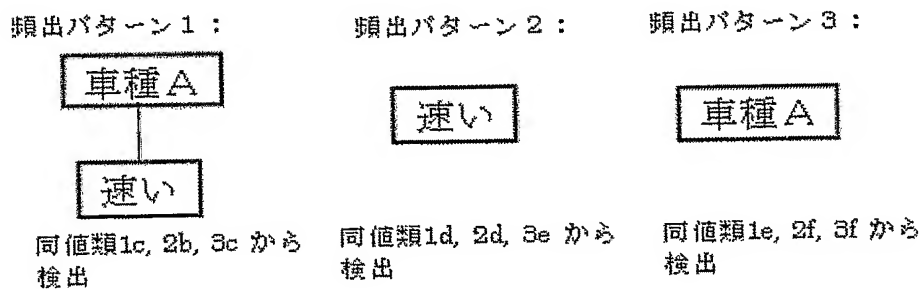 頻出パターン1：
車種A
速い
同値類1c, 2b, 3c から
検出
頻出パターン2：
速い
同値類1d, 2d, 3e から
検出
頻出パターン3：
車種A
同値類1e, 2f, 3f から
検出